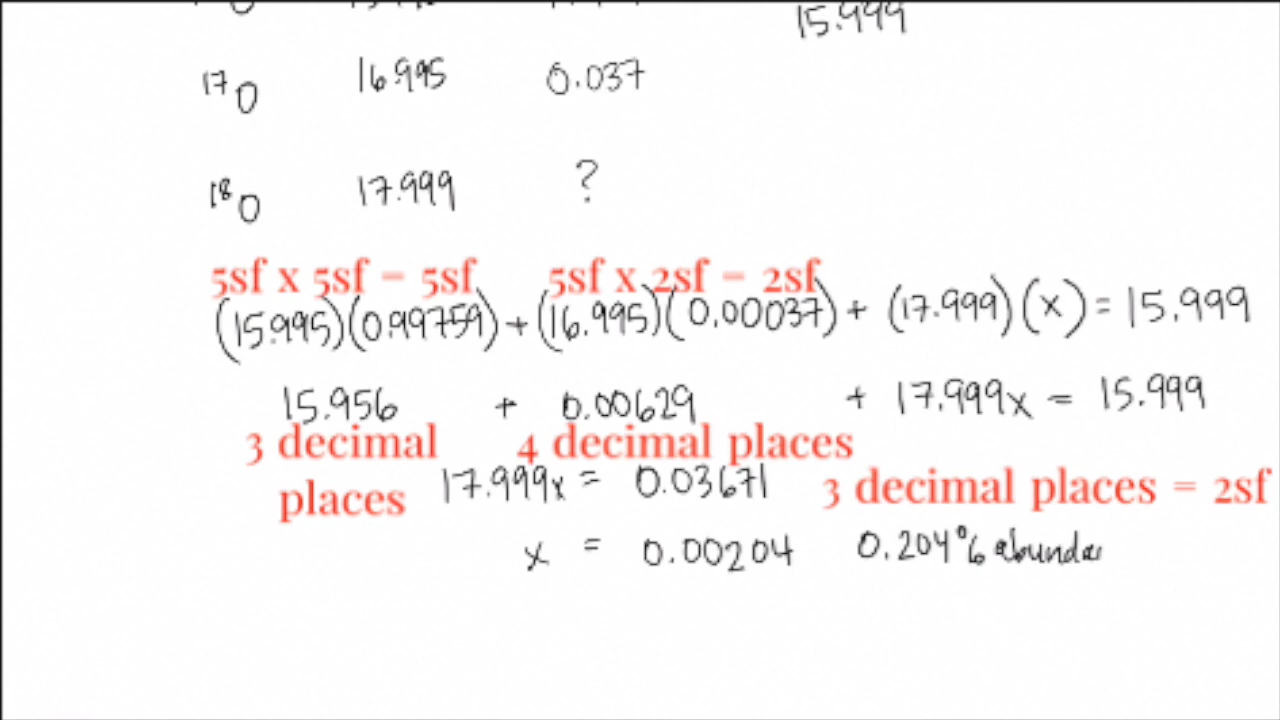 15.999
17O 16.995 0.037
18O 17.999 ?
5sf x 5sf = 5sf 5sf x 2sf = 2sf
(15.995)(0.99759) + (16.995)(0.00037) + (17.999)(x) = 15.999
15.956 + 0.00629 + 17.999x = 15.999
3 decimal places 4 decimal places
17.999x = 0.03671 3 decimal places = 2sf
x = 0.00204 0.204%